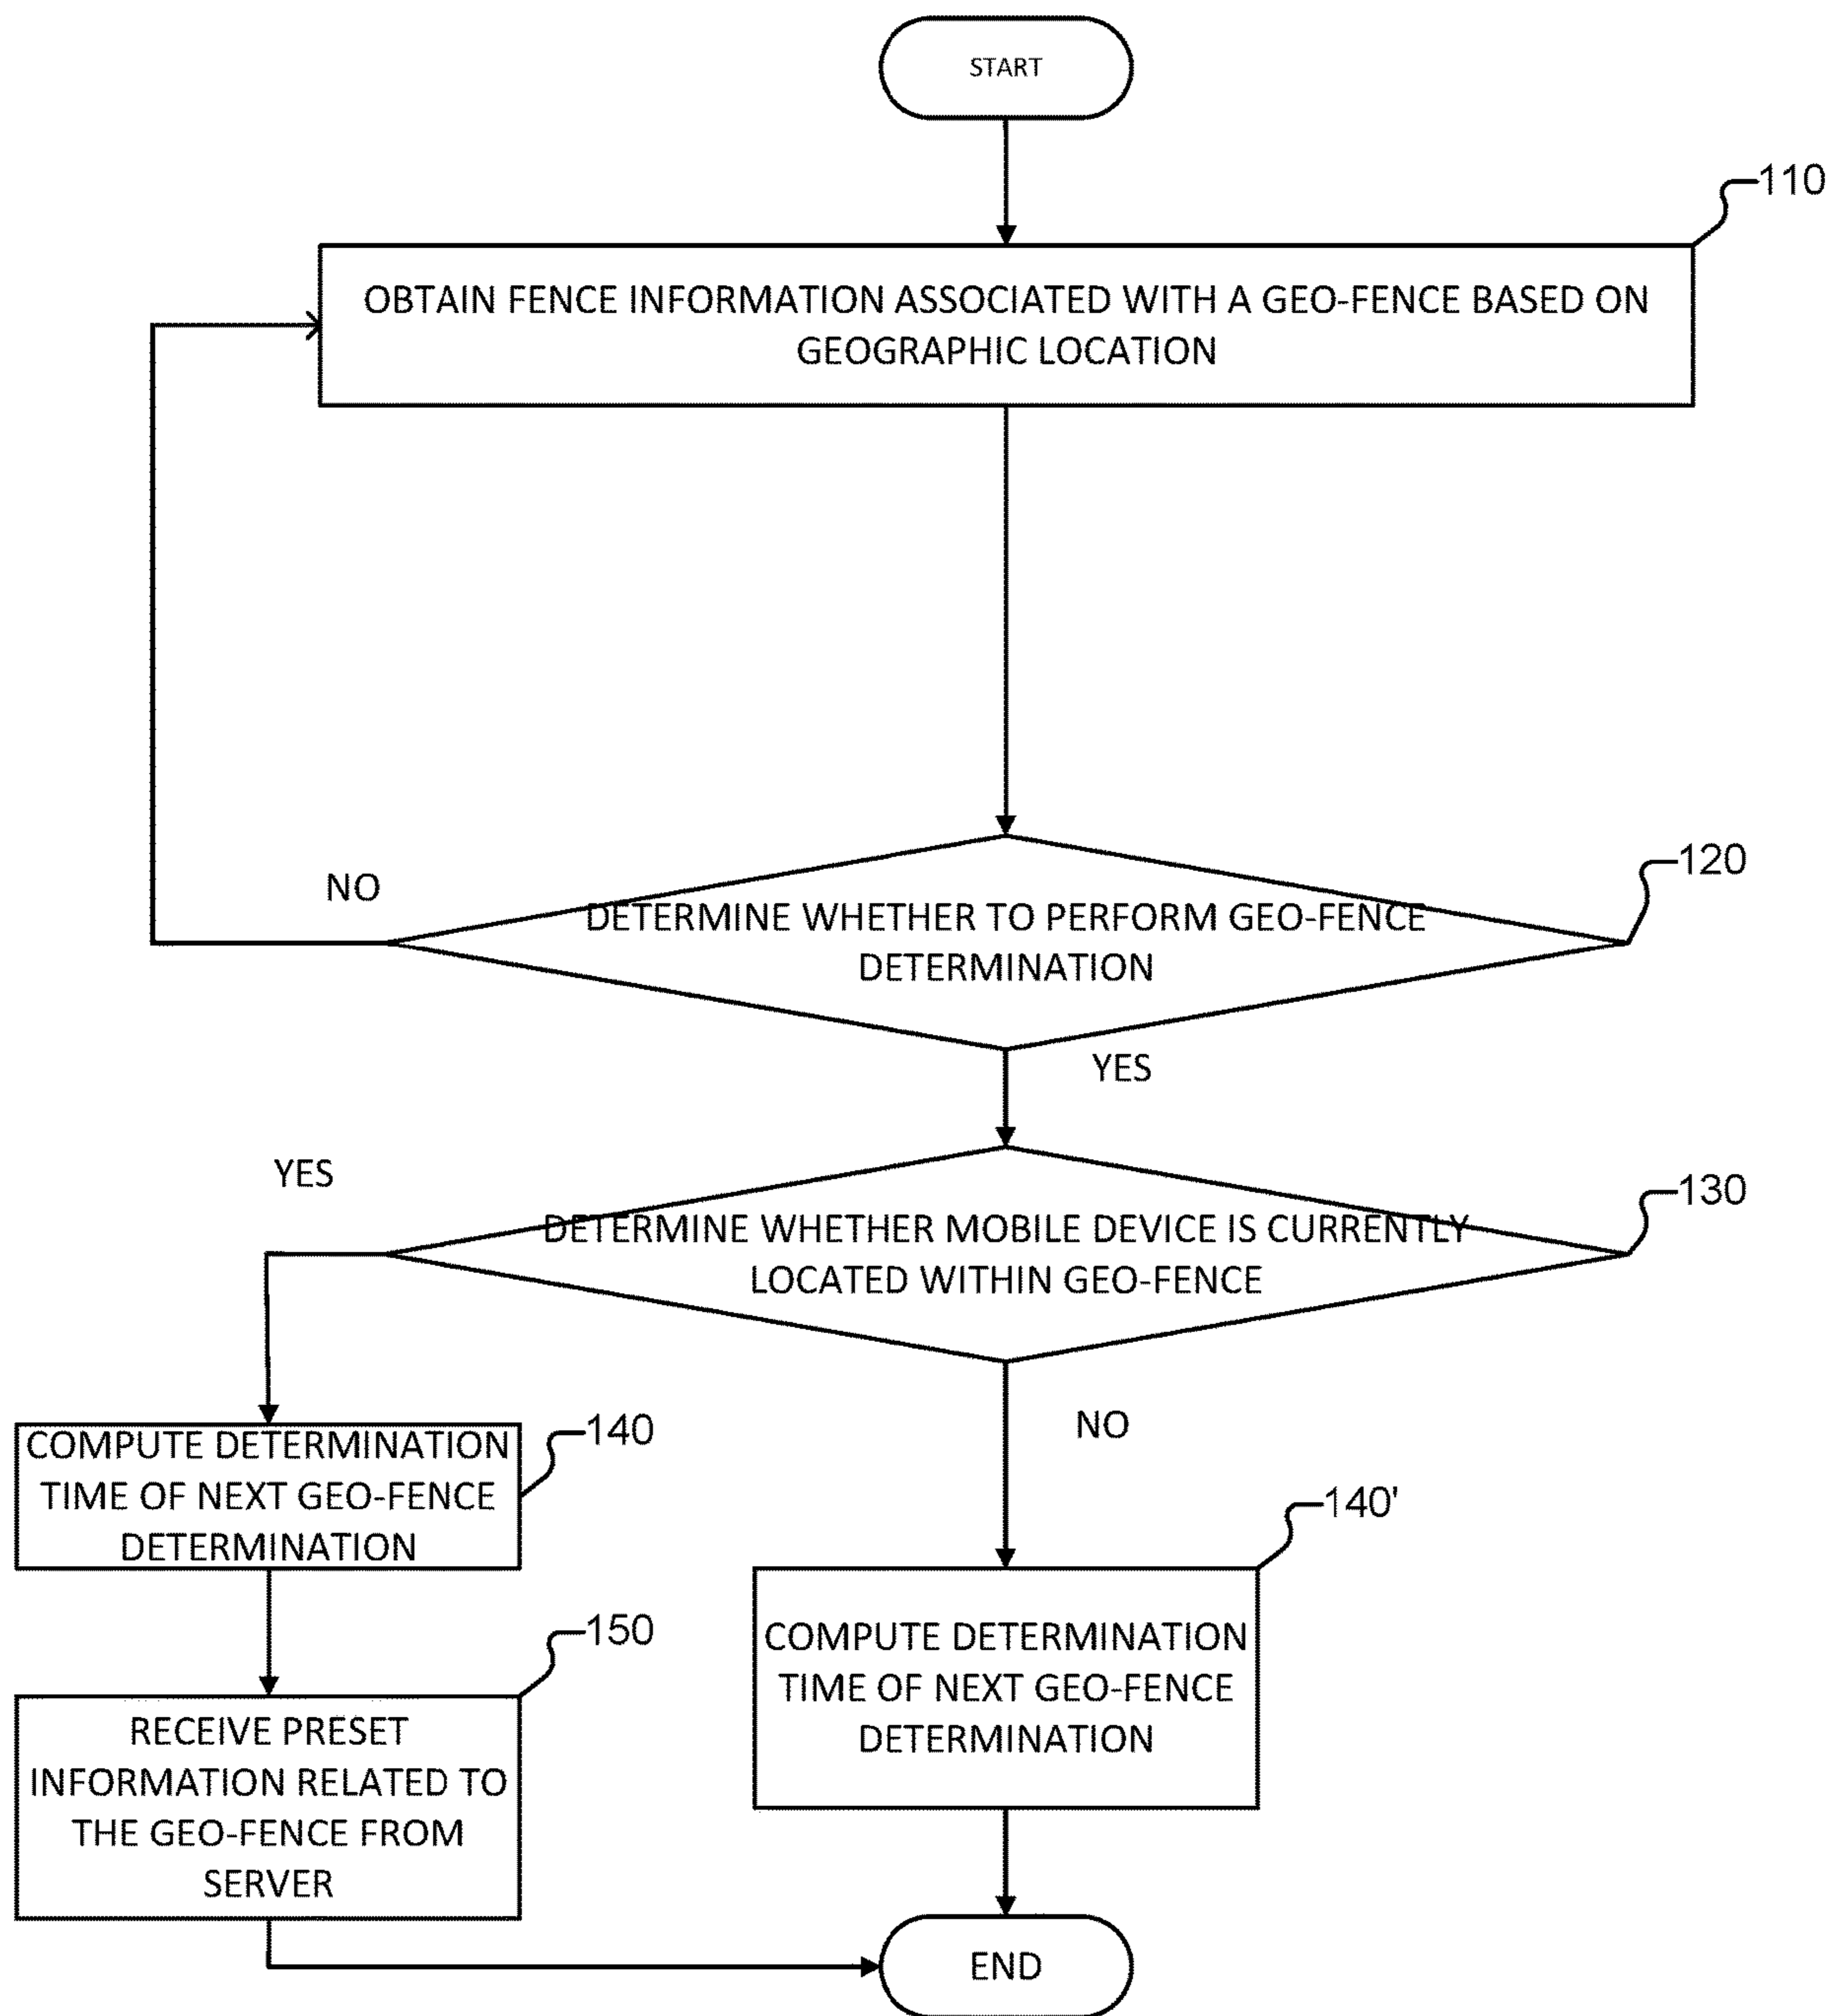 START
110
OBTAIN FENCE INFORMATION ASSOCIATED WITH A GEO-FENCE BASED ON
GEOGRAPHIC LOCATION
120
NO
DETERMINE WHETHER TO PERFORM GEO-FENCE
DETERMINATION
YES
YES
130
DETERMINE WHETHER MOBILE DEVICE IS CURRENTLY
LOCATED WITHIN GEO-FENCE
140
COMPUTE DETERMINATION
TIME OF NEXT GEO-FENCE
DETERMINATION
NO
140'
150
RECEIVE PRESET
INFORMATION RELATED TO
THE GEO-FENCE FROM
SERVER
COMPUTE DETERMINATION
TIME OF NEXT GEO-FENCE
DETERMINATION
END